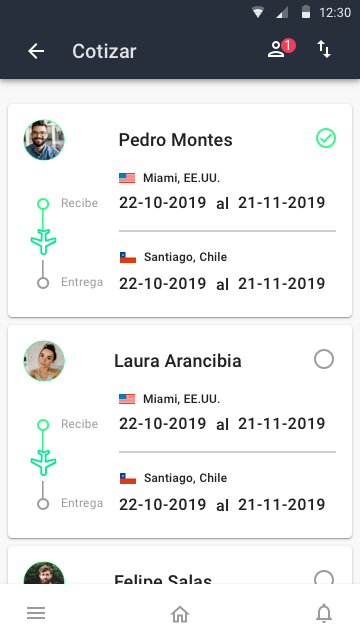 12:30
Cotizar
1
Pedro Montes
Miami, EE.UU.
Recibe
22-10-2019 al 21-11-2019
Santiago, Chile
Entrega
22-10-2019 al 21-11-2019
Laura Arancibia
Miami, EE.UU.
Recibe
22-10-2019 al 21-11-2019
Santiago, Chile
Entrega
22-10-2019 al 21-11-2019
Felipe Salas